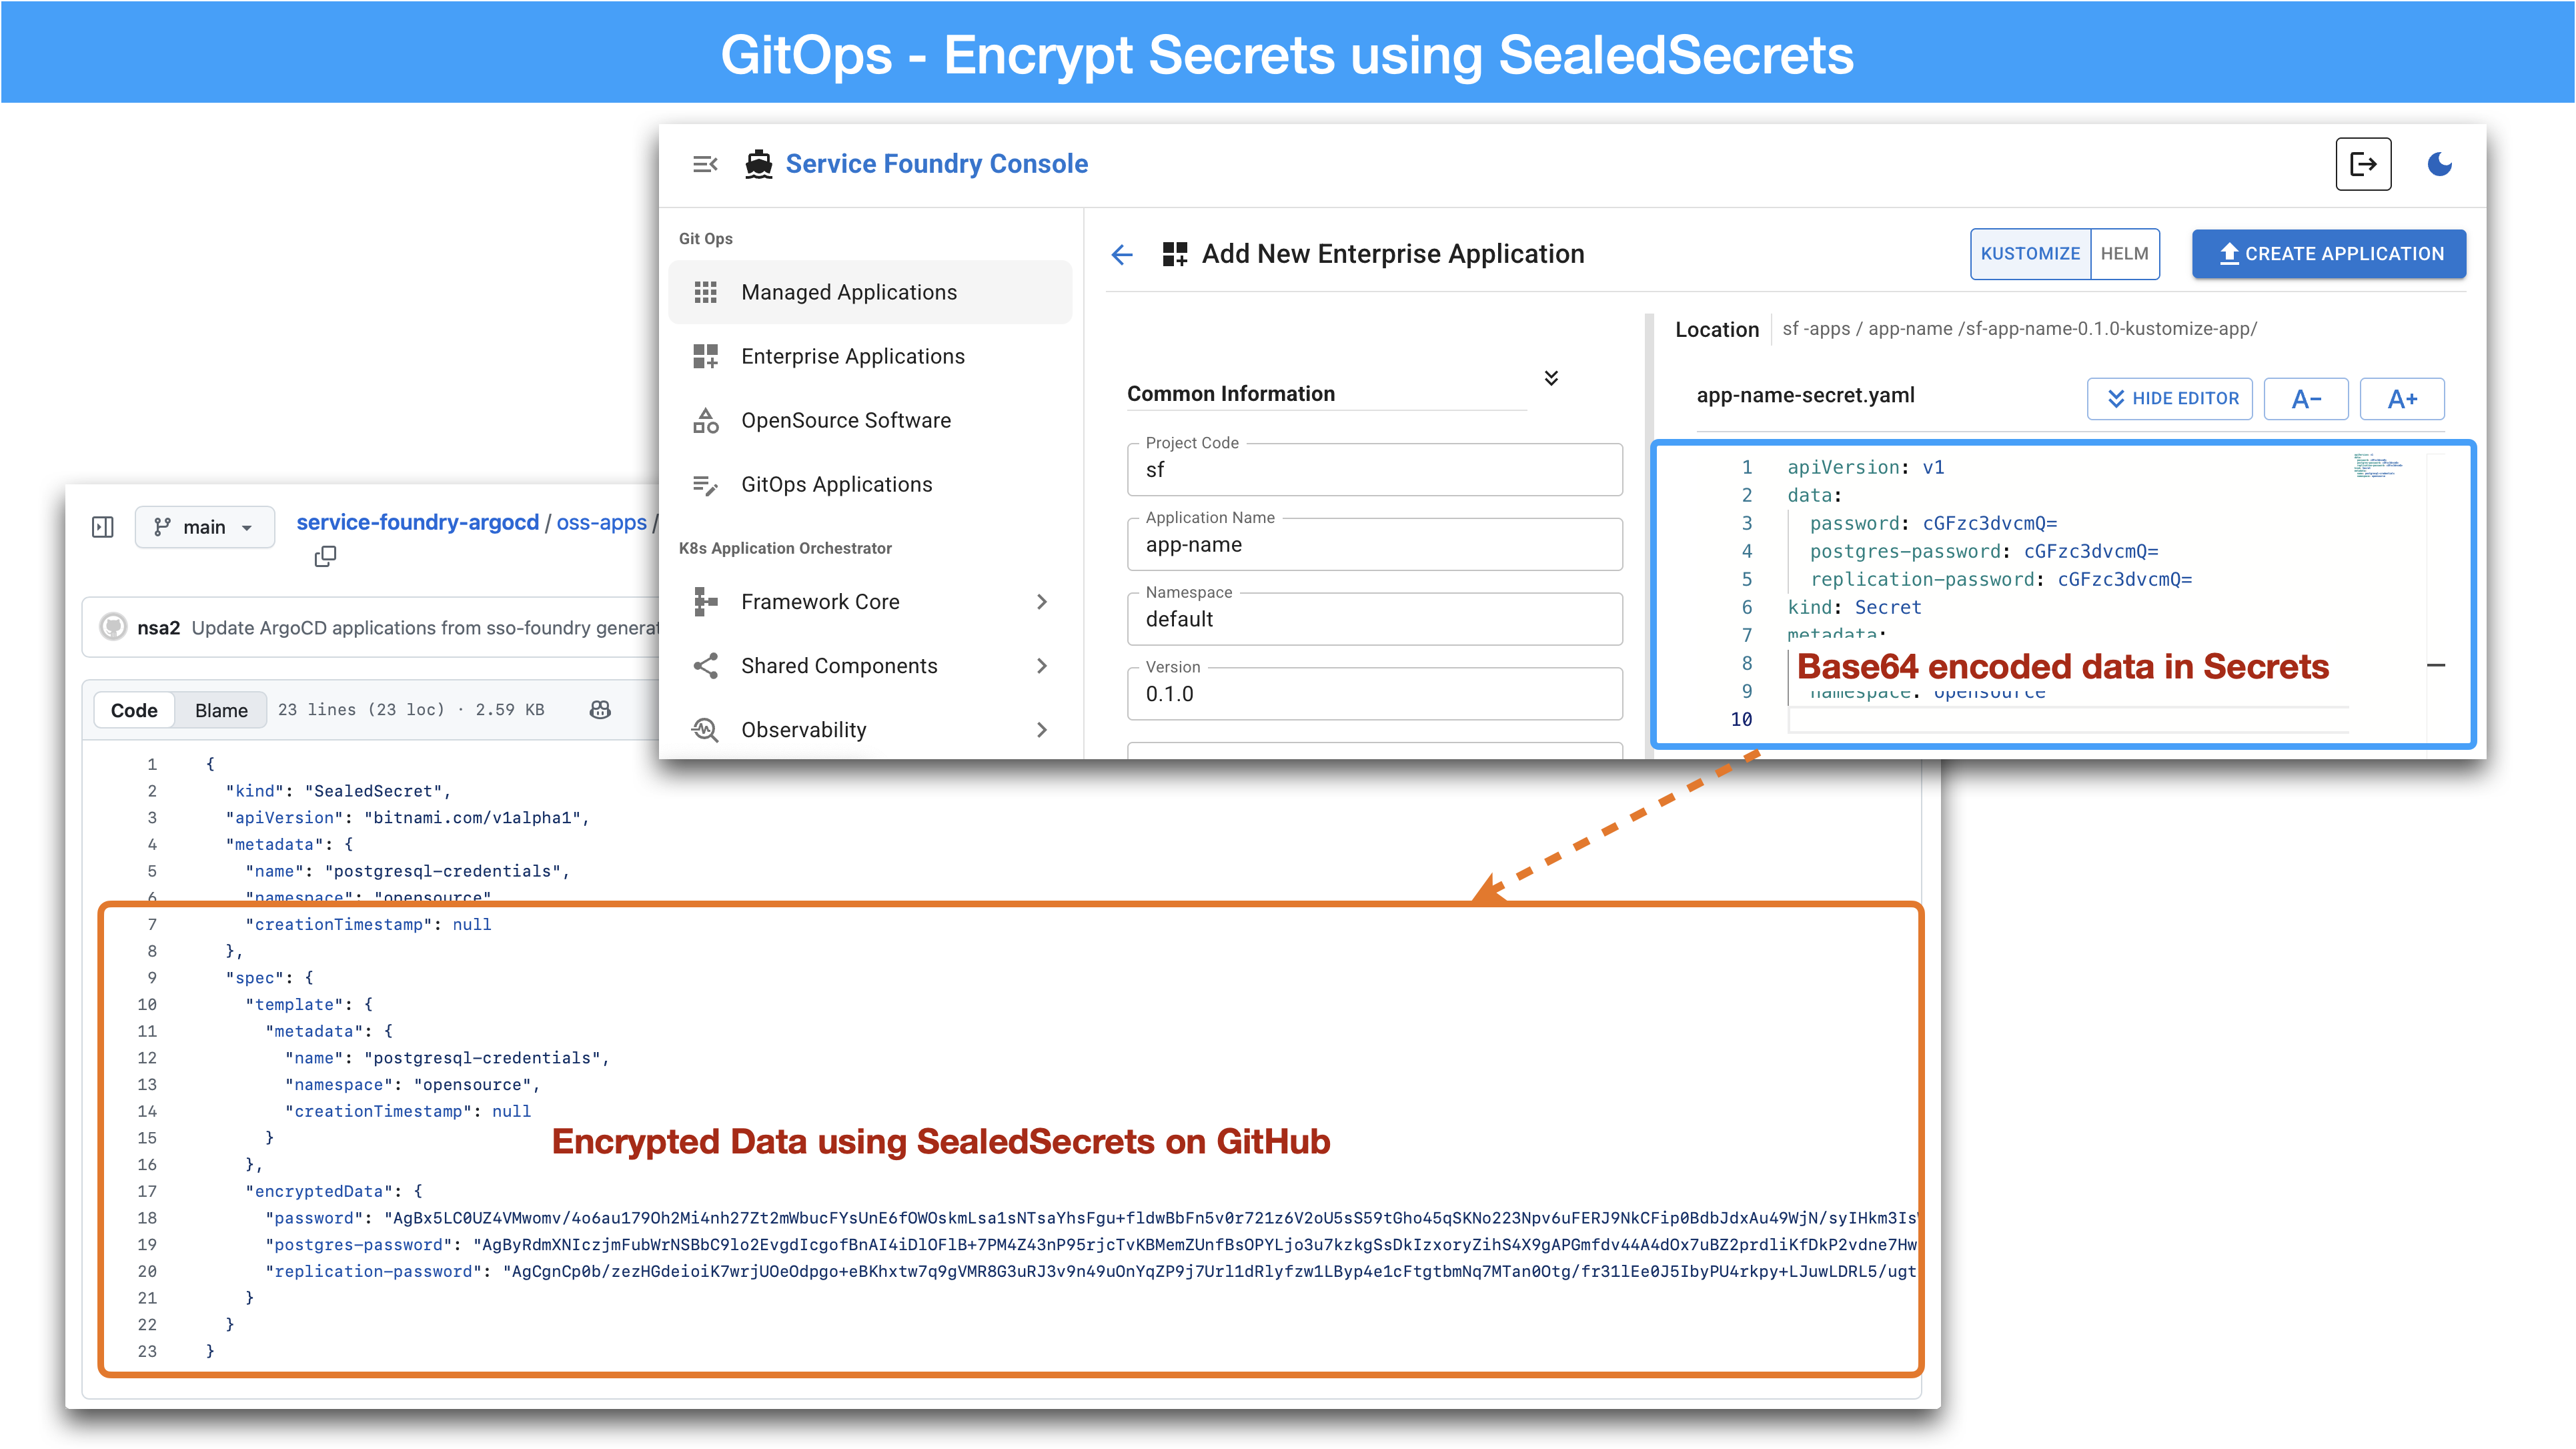 GitOps - Encrypt Secrets using SealedSecrets
Service Foundry Console
Git Ops
Managed Applications
Enterprise Applications
OpenSource Software
GitOps Applications
K8s Application Orchestrator
Framework Core
Shared Components
Observability
Add New Enterprise Application
KUSTOMIZE
HELM
CREATE APPLICATION
Common Information
Project Code
sf
Application Name
app-name
Namespace
default
Version
0.1.0
Location
sf -apps / app-name /sf-app-name-0.1.0-kustomize-app/
app-name-secret.yaml
HIDE EDITOR
A-
A+
1 apiVersion: v1
2 data:
3 password: cGFzc3dvcmQ=
4 postgres-password: cGFzc3dvcmQ=
5 replication-password: cGFzc3dvcmQ=
6 kind: Secret
7 metadata:
8
Base64 encoded data in Secrets
9 namespace: opensource
10
main
service-foundry-argocd / oss-apps /
nsa2 Update ArgoCD applications from sso-foundry
Code
Blame
23 lines (23 loc) · 2.59 KB
1 {
2 "kind": "SealedSecret",
3 "apiVersion": "bitnami.com/v1alpha1",
4 "metadata": {
5 "name": "postgresql-credentials",
6 "namespace": "opensource"
7 "creationTimestamp": null
8 },
9 "spec": {
10 "template": {
11 "metadata": {
12 "name": "postgresql-credentials",
13 "namespace": "opensource",
14 "creationTimestamp": null
15 }
Encrypted Data using SealedSecrets on GitHub
16 },
17 "encryptedData": {
18 "password": "AgBx5LC0UZ4VMwomv/4o6au179Oh2Mi4nh27Zt2mWbucFYsUnE6fOWOskmLsa1sNTsaYhsFgu+fldwBbFn5v0r721z6V2oU5sS59tGho45qSKNo223Npv6uFERJ9NkCFip0BdbJdxAu49WjN/syIHkm3Is
19 "postgres-password": "AgByRdmXNIczjmFubWrNSBbC9lo2EvgdIcgofBnAI4iDlOFlB+7PM4Z43nP95rjcTvKBMemZUnfBsOPYLjo3u7kzkgSsDkIzxoryZihS4X9gAPGmfdv44A4dOx7uBZ2prdliKfDkP2vdne7Hw
20 "replication-password": "AgCgnCp0b/zezHGdeioiK7wrjUOeOdpgo+eBKhxtw7q9gVMR8G3uRJ3v9n49uOnYqZP9j7Url1dRlyfzw1LByp4e1cFtgtbmNq7MTan0Otg/fr31lEe0J5IbyPU4rkpy+LJuwLDRL5/ugt
21 }
22 }
23 }